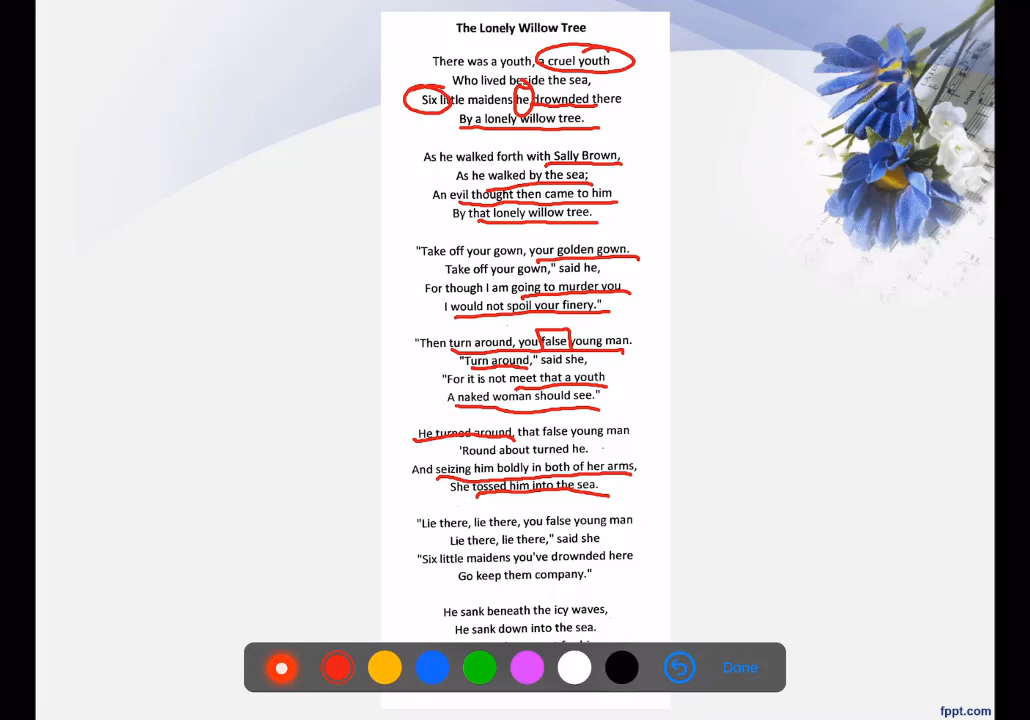 The Lonely Willow Tree
There was a youth, a cruel youth
Who lived beside the sea,
Six little maidens he drownded there
By a lonely willow tree.
As he walked forth with Sally Brown,
As he walked by the sea;
An evil thought then came to him
By that lonely willow tree.
"Take off your gown, your golden gown.
Take off your gown," said he,
For though I am going to murder you
I would not spoil your finery."
"Then turn around, you false young man.
"Turn around," said she,
"For it is not meet that a youth
A naked woman should see."
He turned around, that false young man
'Round about turned he.
And seizing him boldly in both of her arms,
She tossed him into the sea.
"Lie there, lie there, you false young man
Lie there, lie there," said she
"Six little maidens you've drownded here
Go keep them company."
He sank beneath the icy waves,
He sank down into the sea.
Done
fppt.com